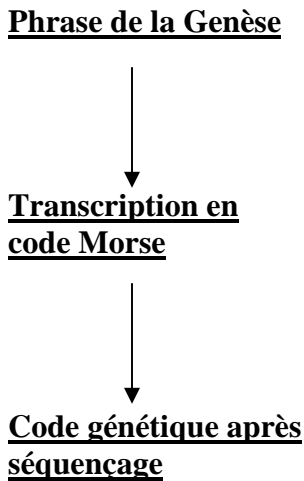 Phrase de la Genèse
Transcription en
code Morse
Code génétique après
séquençage